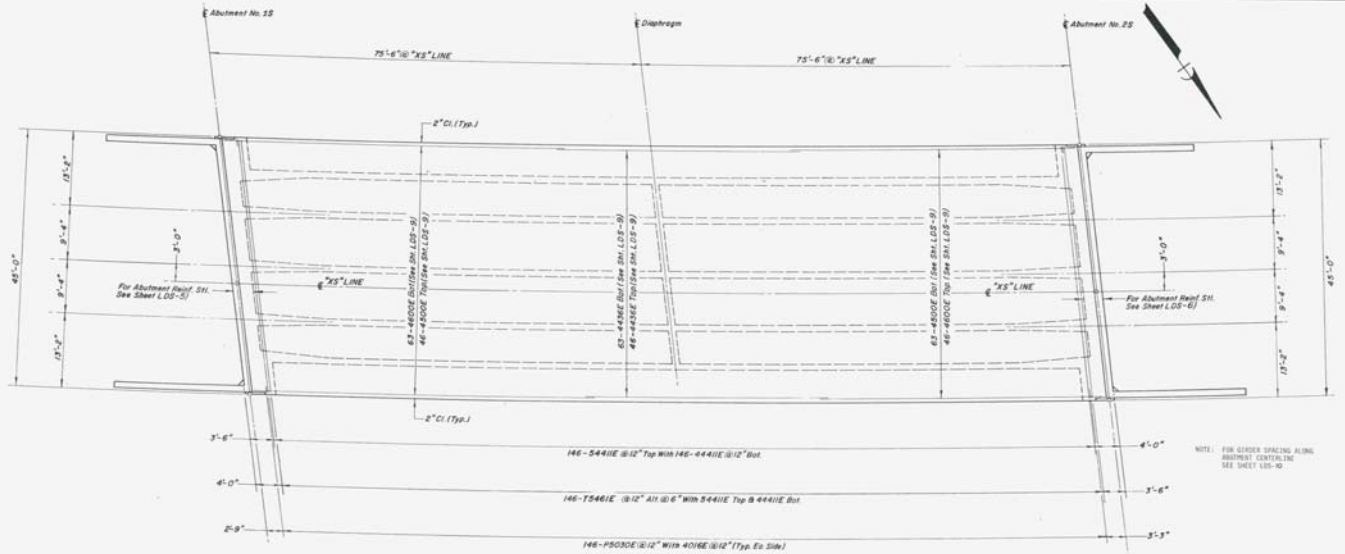 ℄ Abutment No. 1S
℄ Diaphragm
℄ Abutment No. 2S
75'-6" @ "XS" LINE
75'-6" @ "XS" LINE
2" Cl. (Typ.)
45'-0"
13'-2"
9'-4"
9'-4"
13'-2"
3'-0"
℄ "XS" LINE
For Abutment Reinf. Stl.
See Sheet LDS-5)
63-4600E Bot (See Sht. LDS-9)
46-4500E Top (See Sht. LDS-9)
63-4436E Bot (See Sht. LDS-9)
46-4436E Top (See Sht. LDS-9)
63-4500E Bot (See Sht. LDS-9)
46-4600E Top (See Sht. LDS-9)
℄ "XS" LINE
3'-0"
For Abutment Reinf. Stl.
See Sheet LDS-6)
13'-2"
9'-4"
9'-4"
13'-2"
45'-0"
2" Cl. (Typ.)
3'-6"
146-54411E @ 12" Top With 146-44411E @ 12" Bot.
4'-0"
4'-0"
146-T5461E @ 12" Alt. @ 6" With 54411E Top & 44411E Bot.
3'-6"
2'-9"
146-P5030E @ 12" With 4016E @ 12" (Typ. Ea. Side)
3'-3"
NOTE: FOR GIRDER SPACING ALONG
ABUTMENT CENTERLINE
SEE SHEET LDS-10